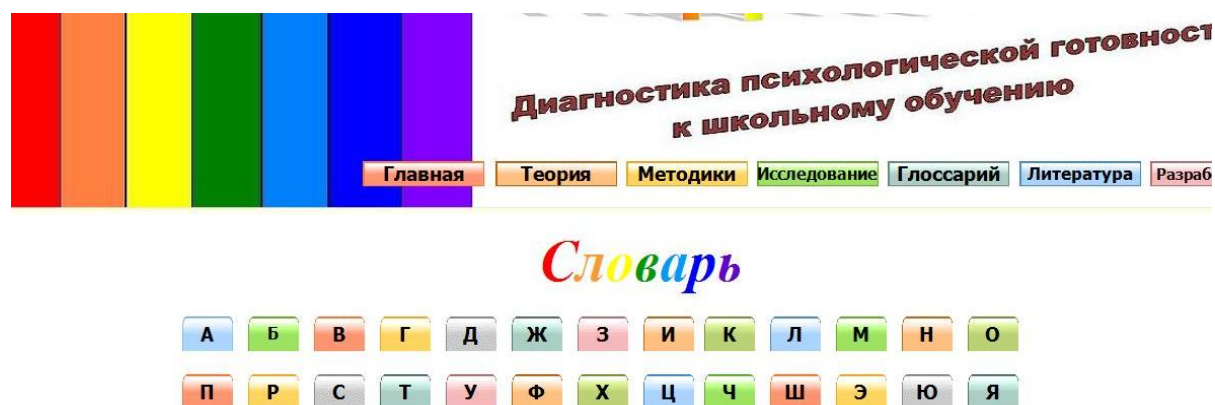 Диагностика психологической готовност
к школьному обучению
Главная Теория Методики Исследование Глоссарий Литература Разраб
Словарь
А Б В Г Д Ж З И К Л М Н О
П Р С Т У Ф Х Ц Ч Ш Э Ю Я